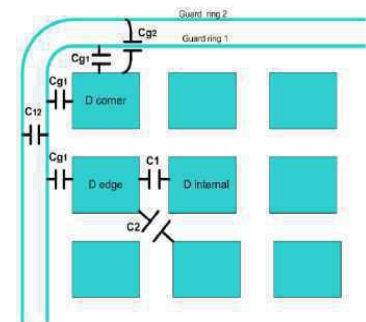 Guard ring 2
Cg2
Guard ring 1
Cg1
Cg1
D corner
C12
Cg1
C1
D edge
D internal
C2